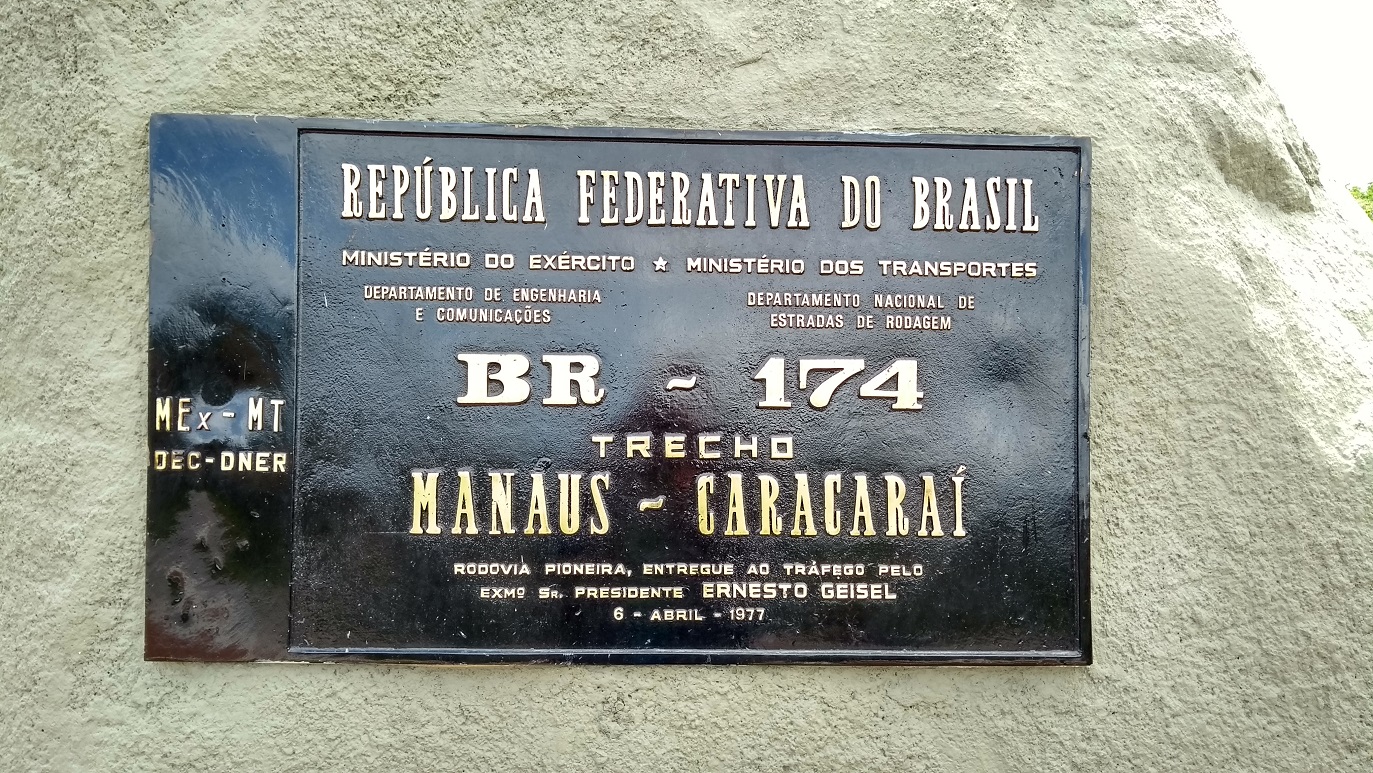 REPÚBLICA FEDERATIVA DO BRASIL
MINISTÉRIO DO EXÉRCITO ★ MINISTÉRIO DOS TRANSPORTES
DEPARTAMENTO DE ENGENHARIA
E COMUNICAÇÕES
DEPARTAMENTO NACIONAL DE
ESTRADAS DE RODAGEM
BR - 174
TRECHO
MANAUS - CARACARAÍ
RODOVIA PIONEIRA, ENTREGUE AO TRÁFEGO PELO
EXMº SR. PRESIDENTE ERNESTO GEISEL
6 - ABRIL - 1977
MEx - MT
DEC-DNER